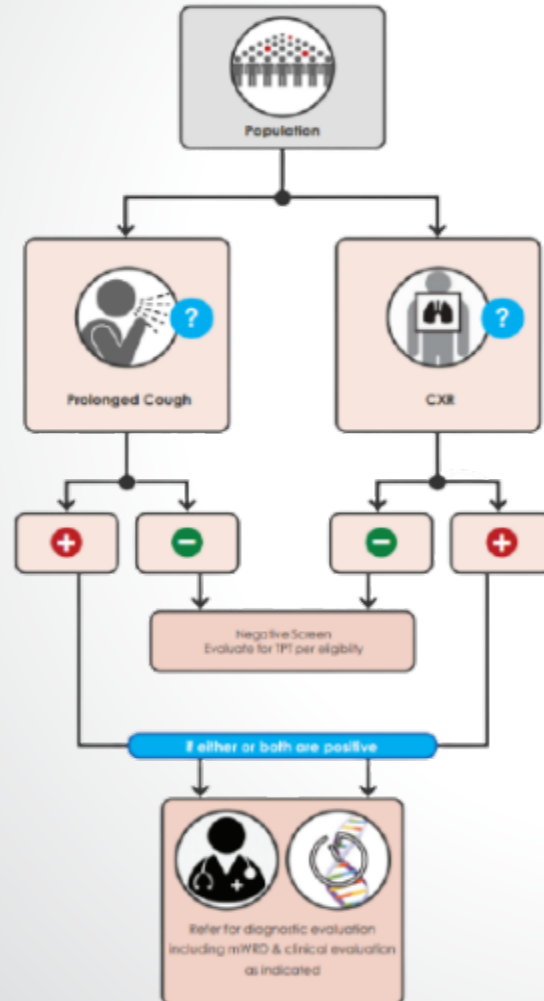 Population
?
?
Prolonged Cough
CXR
Negative Screen
Evaluate for TPT per eligibilty
If either or both are positive
Refer for diagnostic evaluation
including mWRD & clinical evaluation
as indicated